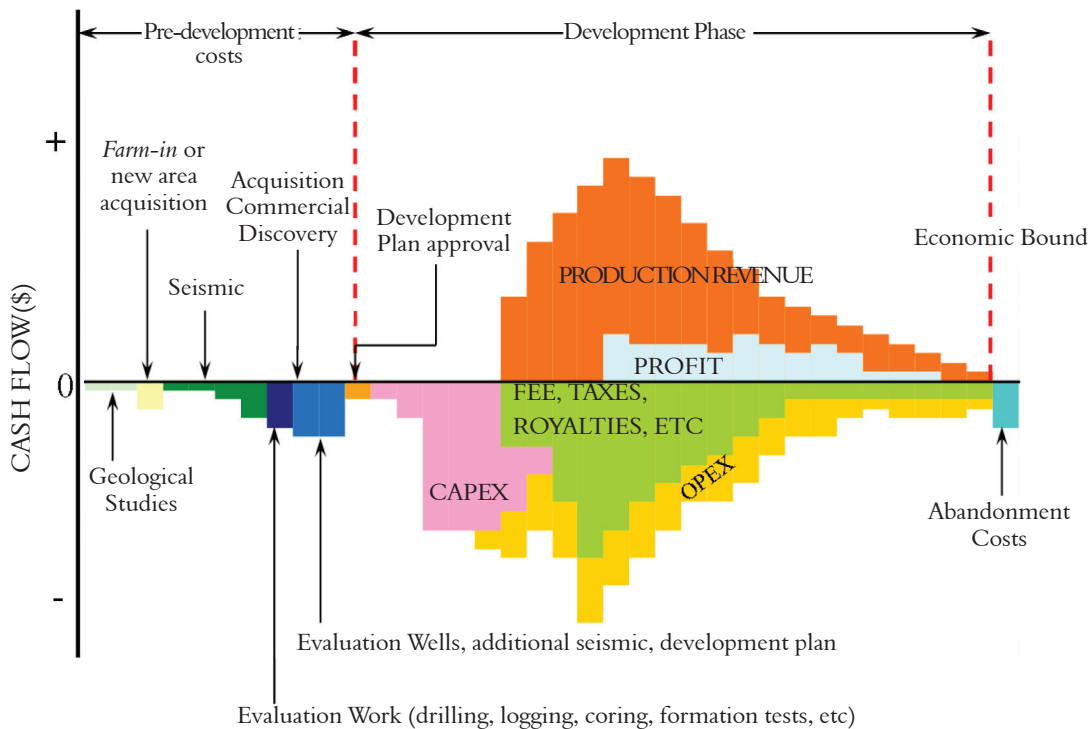 Pre-development
costs
Development Phase
+
Farm-in or
new area
acquisition
Acquisition
Commercial
Discovery
Development
Plan approval
Economic Bound
Seismic
PRODUCTION REVENUE
PROFIT
CASH FLOW($)
0
FEE, TAXES,
ROYALTIES, ETC
Geological
Studies
CAPEX
OPEX
Abandonment
Costs
-
Evaluation Wells, additional seismic, development plan
Evaluation Work (drilling, logging, coring, formation tests, etc)